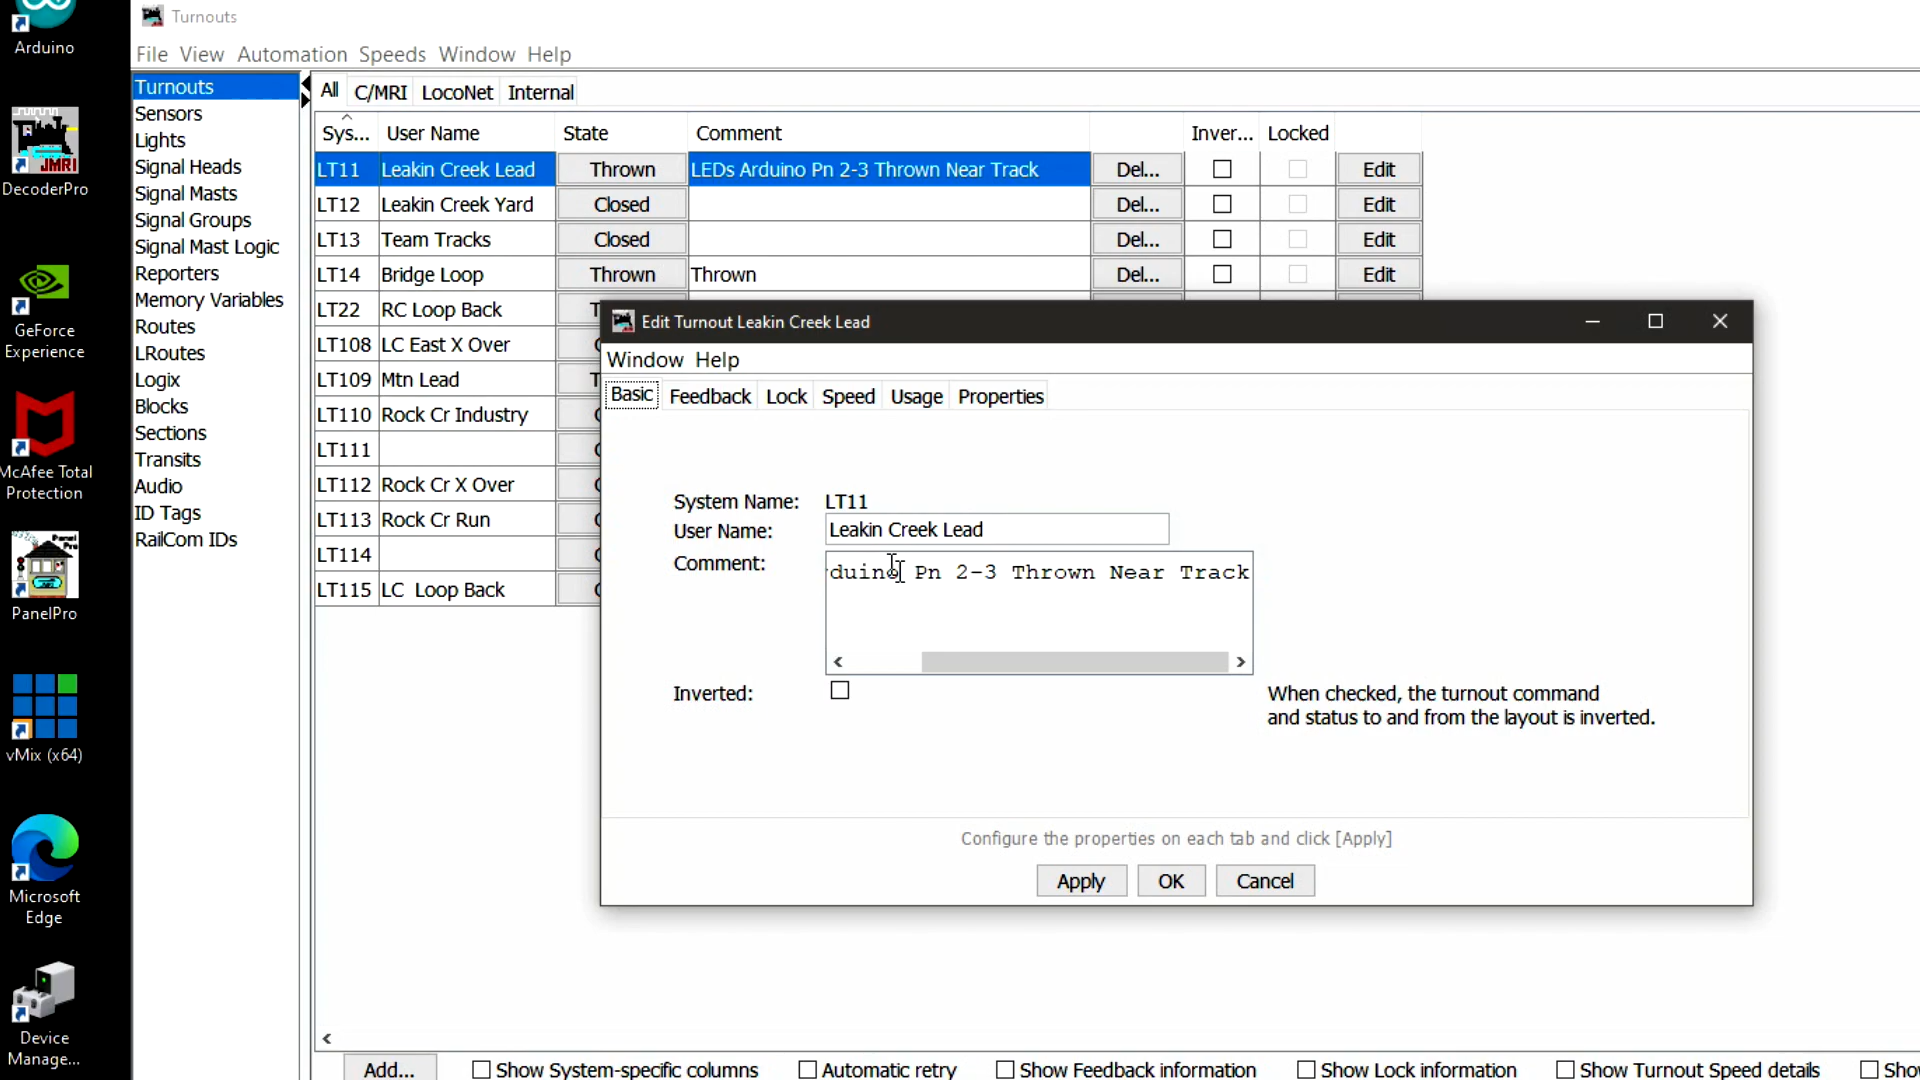 Arduino
DecoderPro
GeForce
Experience
McAfee Total
Protection
PanelPro
vMix (x64)
Microsoft
Edge
Device
Manage...
Turnouts
File View Automation Speeds Window Help
Turnouts
Sensors
Lights
Signal Heads
Signal Masts
Signal Groups
Signal Mast Logic
Reporters
Memory Variables
Routes
LRoutes
Logix
Blocks
Sections
Transits
Audio
ID Tags
RailCom IDs
All C/MRI LocoNet Internal
Sys... User Name State Comment Inver... Locked
LT11 Leakin Creek Lead Thrown LEDs Arduino Pn 2-3 Thrown Near Track Del... Edit
LT12 Leakin Creek Yard Closed Del... Edit
LT13 Team Tracks Closed Del... Edit
LT14 Bridge Loop Thrown Thrown Del... Edit
LT22 RC Loop Back
LT108 LC East X Over
LT109 Mtn Lead
LT110 Rock Cr Industry
LT111
LT112 Rock Cr X Over
LT113 Rock Cr Run
LT114
LT115 LC Loop Back
Edit Turnout Leakin Creek Lead
Window Help
Basic Feedback Lock Speed Usage Properties
System Name: LT11
User Name: Leakin Creek Lead
Comment: duino Pn 2-3 Thrown Near Track
Inverted:
When checked, the turnout command
and status to and from the layout is inverted.
Configure the properties on each tab and click [Apply]
Apply OK Cancel
Add... Show System-specific columns Automatic retry Show Feedback information Show Lock information Show Turnout Speed details